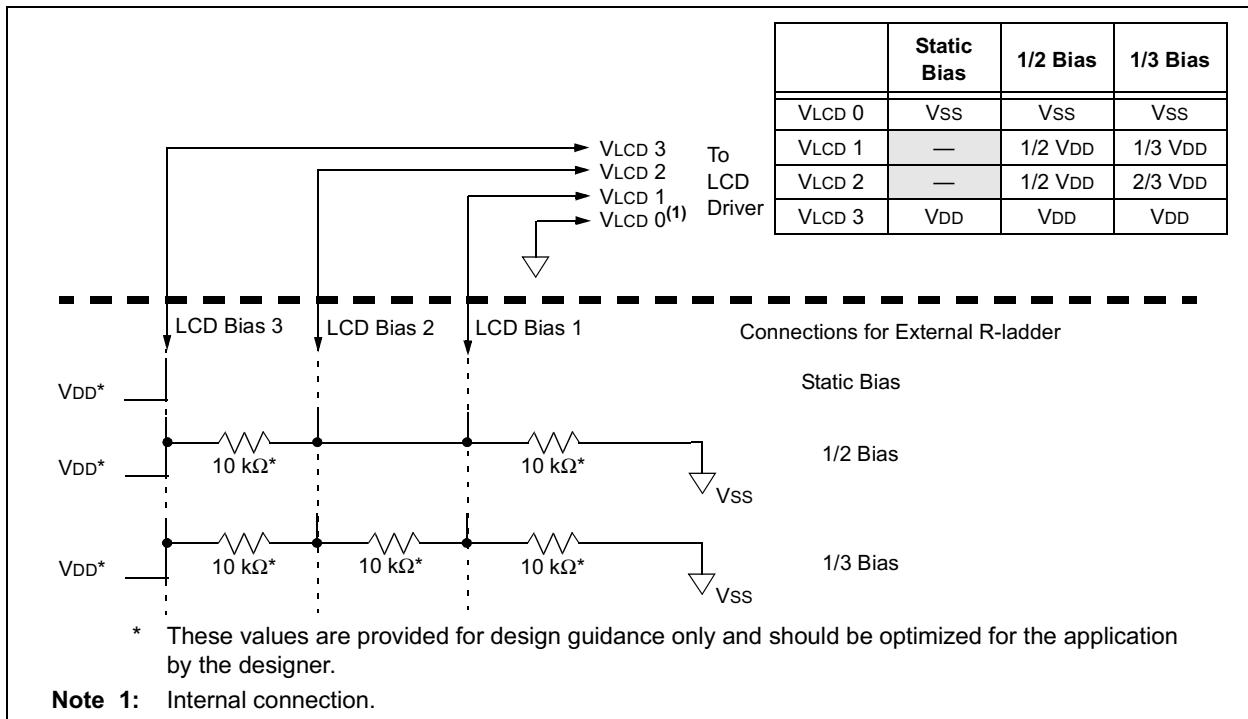 Static Bias 1/2 Bias 1/3 Bias
VLCD 0 VSS VSS VSS
VLCD 1 — 1/2 VDD 1/3 VDD
VLCD 2 — 1/2 VDD 2/3 VDD
VLCD 3 VDD VDD VDD
VLCD 3
VLCD 2
VLCD 1
VLCD 0(1)
To
LCD
Driver
LCD Bias 3 LCD Bias 2 LCD Bias 1 Connections for External R-ladder
VDD* Static Bias
VDD* 10 kΩ* 10 kΩ* VSS 1/2 Bias
VDD* 10 kΩ* 10 kΩ* 10 kΩ* VSS 1/3 Bias
* These values are provided for design guidance only and should be optimized for the application
by the designer.
Note 1: Internal connection.